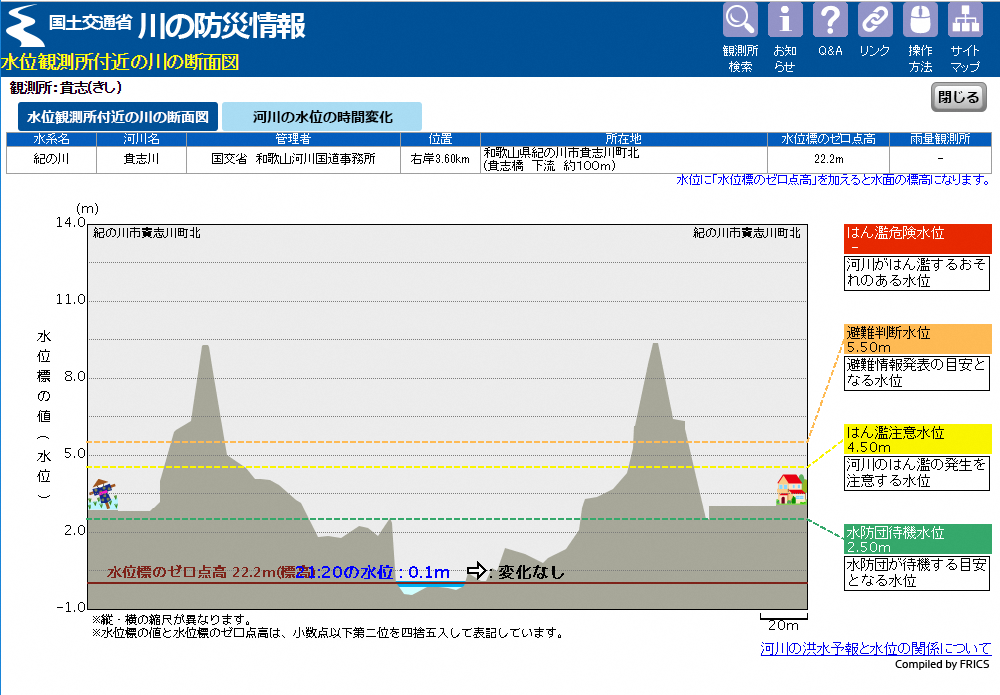 国土交通省 川の防災情報
観測所検索
お知らせ
Q&A
リンク
操作方法
サイトマップ
水位観測所付近の川の断面図
観測所：貴志(きし)
閉じる
水位観測所付近の川の断面図
河川の水位の時間変化
水系名 河川名 管理者 位置 所在地 水位標のゼロ点高 雨量観測所
紀の川 貴志川 国交省 和歌山河川国道事務所 右岸3.60km 和歌山県紀の川市貴志川町北 22.2m -
(貴志橋 下流 約100m)
水位に「水位標のゼロ点高」を加えると水面の標高になります。
(m)
14.0
11.0
8.0
5.0
2.0
-1.0
水位標の値(水位)
紀の川市貴志川町北
紀の川市貴志川町北
はん濫危険水位
-
河川がはん濫するおそ
れのある水位
避難判断水位
5.50m
避難情報発表の目安と
なる水位
はん濫注意水位
4.50m
河川のはん濫の発生を
注意する水位
水防団待機水位
2.50m
水防団が待機する目安
となる水位
水位標のゼロ点高 22.2m(標高)
21:20の水位：0.1m ⇨：変化なし
※縦・横の縮尺が異なります。
※水位標の値と水位標のゼロ点高は、小数点以下第二位を四捨五入して表記しています。
20m
河川の洪水予報と水位の関係について
Compiled by FRICS